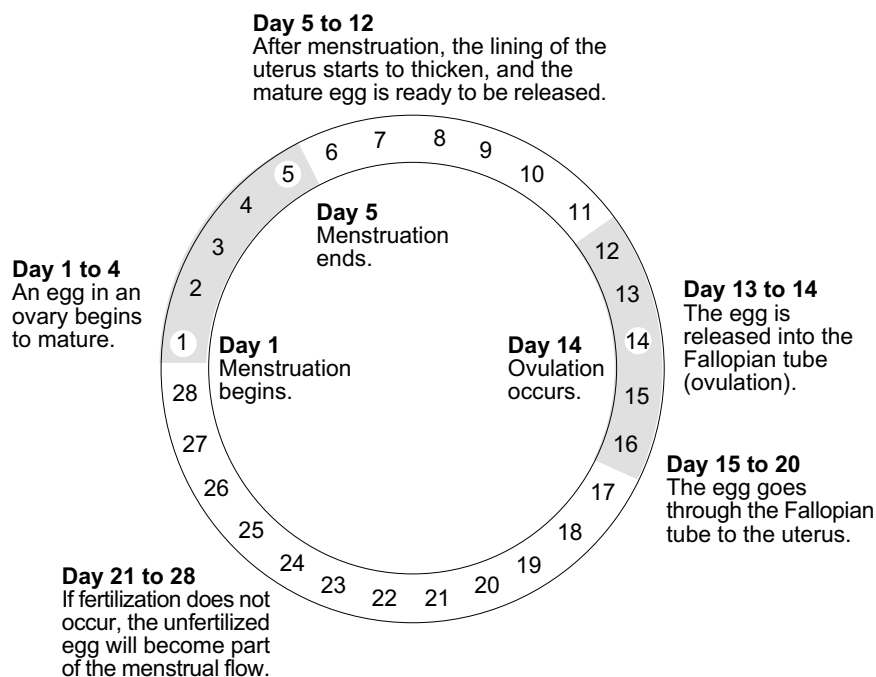 Day 5 to 12
After menstruation, the lining of the
uterus starts to thicken, and the
mature egg is ready to be released.
1
2
3
4
5
6
7
8
9
10
11
12
13
14
15
16
17
18
19
20
21
22
23
24
25
26
27
28
Day 5
Menstruation
ends.
Day 1 to 4
An egg in an
ovary begins
to mature.
Day 1
Menstruation
begins.
Day 14
Ovulation
occurs.
Day 13 to 14
The egg is
released into the
Fallopian tube
(ovulation).
Day 15 to 20
The egg goes
through the Fallopian
tube to the uterus.
Day 21 to 28
If fertilization does not
occur, the unfertilized
egg will become part
of the menstrual flow.